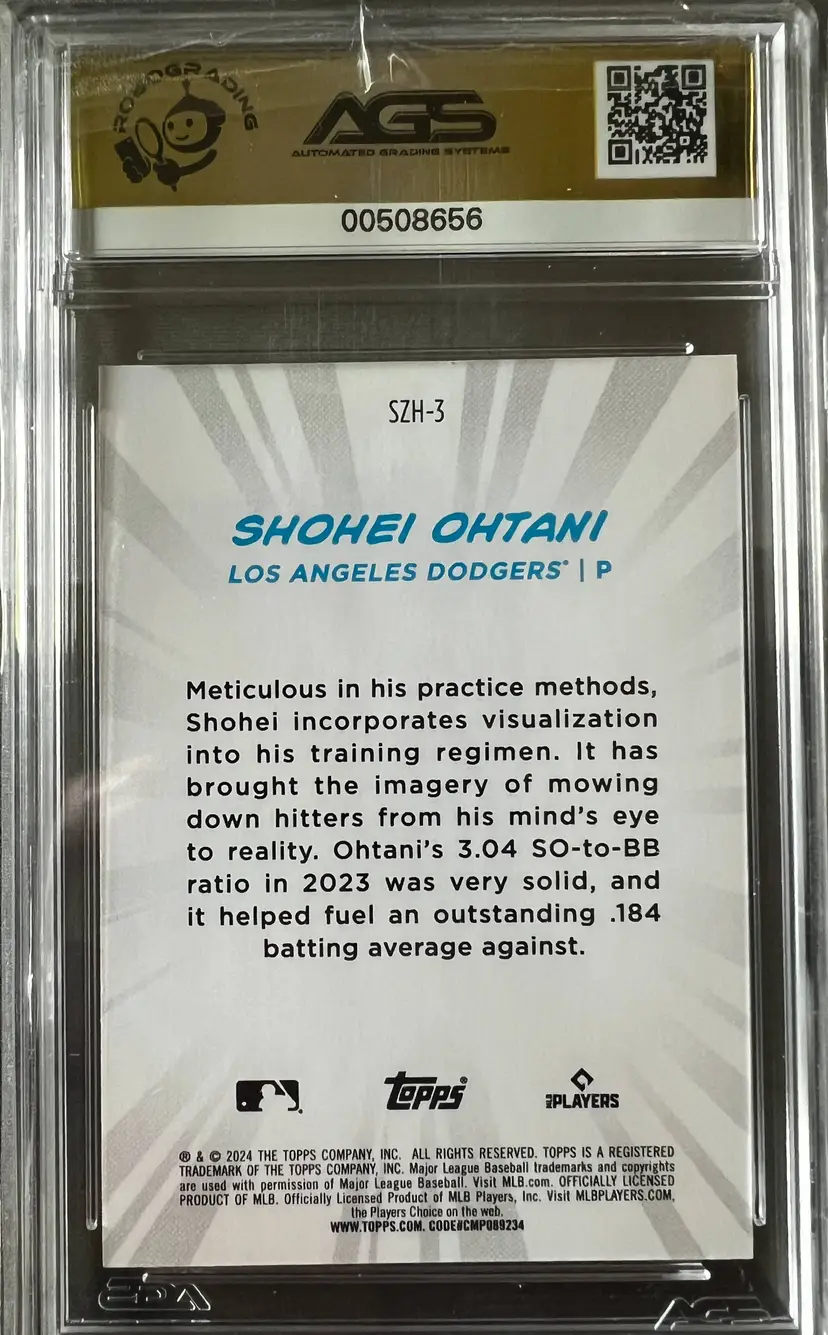 ROBOGRADING
AGS
AUTOMATED GRADING SYSTEMS
00508656
SZH-3
SHOHEI OHTANI
LOS ANGELES DODGERS® | P
Meticulous in his practice methods,
Shohei incorporates visualization
into his training regimen. It has
brought the imagery of mowing
down hitters from his mind's eye
to reality. Ohtani's 3.04 SO-to-BB
ratio in 2023 was very solid, and
it helped fuel an outstanding .184
batting average against.
Topps®
MLB PLAYERS
® & © 2024 THE TOPPS COMPANY, INC. ALL RIGHTS RESERVED. TOPPS IS A REGISTERED
TRADEMARK OF THE TOPPS COMPANY, INC. Major League Baseball trademarks and copyrights
are used with permission of Major League Baseball. Visit MLB.com. OFFICIALLY LICENSED
PRODUCT OF MLB. Officially Licensed Product of MLB Players, Inc. Visit MLBPLAYERS.COM,
the Players Choice on the web.
WWW.TOPPS.COM. CODE#CMP089234
AGS